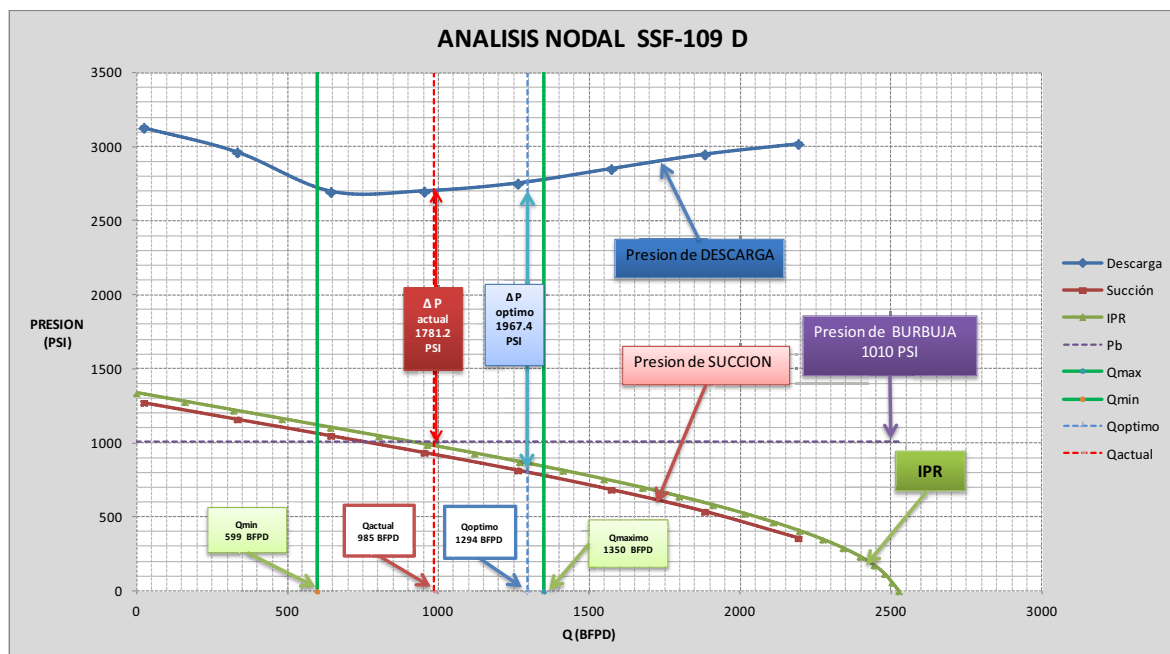 ANALISIS NODAL SSF-109 D
3500
3000
2500
2000
1500
1000
500
0
PRESION
(PSI)
0
500
1000
1500
2000
2500
3000
Q (BFPD)
Presion de DESCARGA
Δ P
actual
1781.2
PSI
Δ P
optimo
1967.4
PSI
Presion de BURBUJA
1010 PSI
Presion de SUCCION
IPR
Qmin
599 BFPD
Qactual
985 BFPD
Qoptimo
1294 BFPD
Qmaximo
1350 BFPD
Descarga
Succión
IPR
Pb
Qmax
Qmin
Qoptimo
Qactual